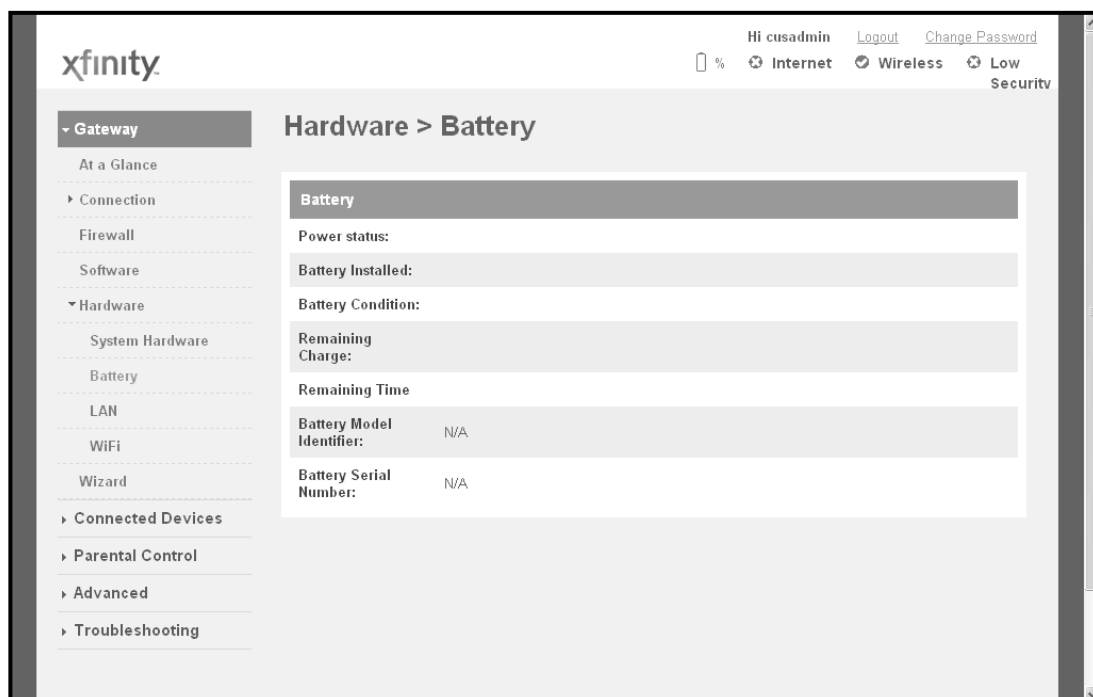 Hi cusadmin Logout Change Password
xfinity
% Internet Wireless Low
Security
Gateway
At a Glance
Connection
Firewall
Software
Hardware
System Hardware
Battery
LAN
WiFi
Wizard
Connected Devices
Parental Control
Advanced
Troubleshooting
Hardware > Battery
Battery
Power status:
Battery Installed:
Battery Condition:
Remaining
Charge:
Remaining Time
Battery Model
Identifier: N/A
Battery Serial
Number: N/A